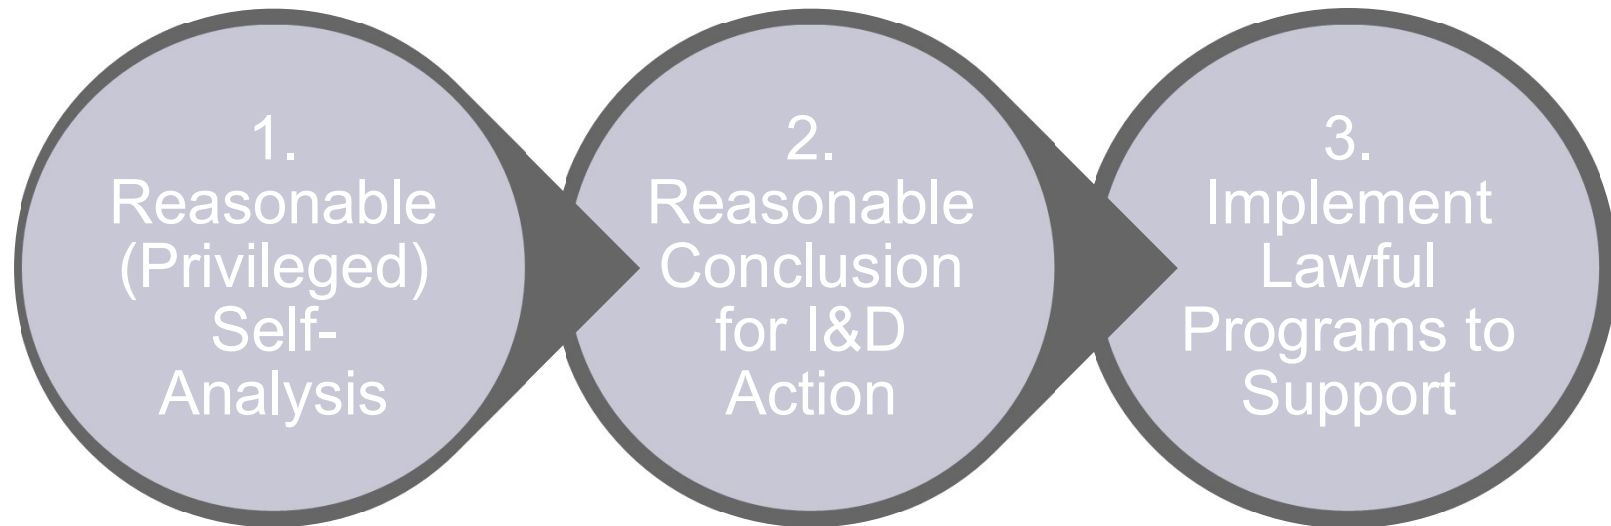 1.
Reasonable
(Privileged)
Self-
Analysis
2.
Reasonable
Conclusion
for I&D
Action
3.
Implement
Lawful
Programs to
Support